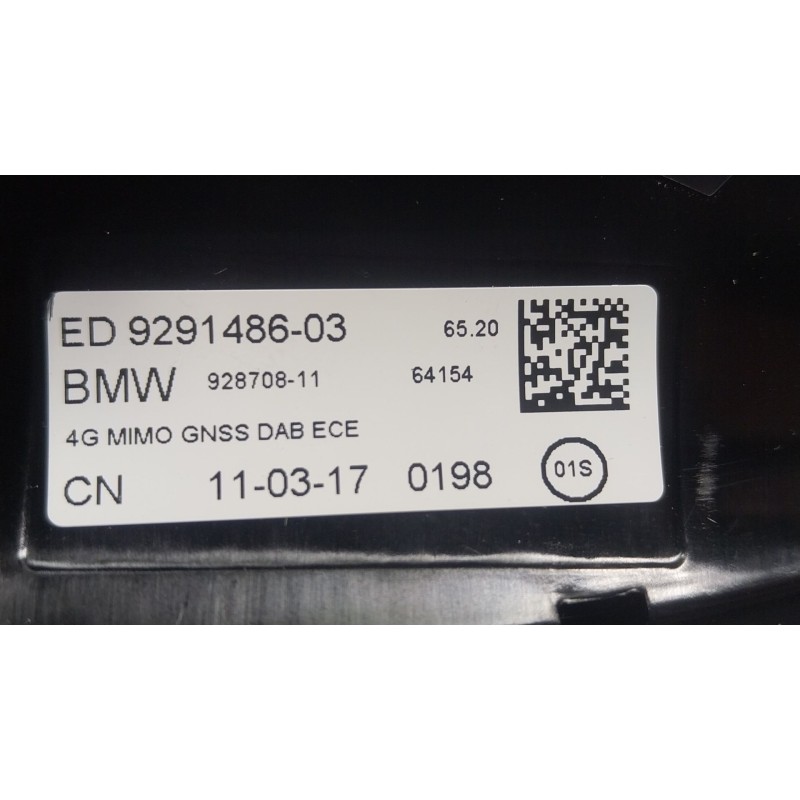 ED 9291486-03 65.20
BMW 928708-11 64154
4G MIMO GNSS DAB ECE
CN 11-03-17 0198 01S